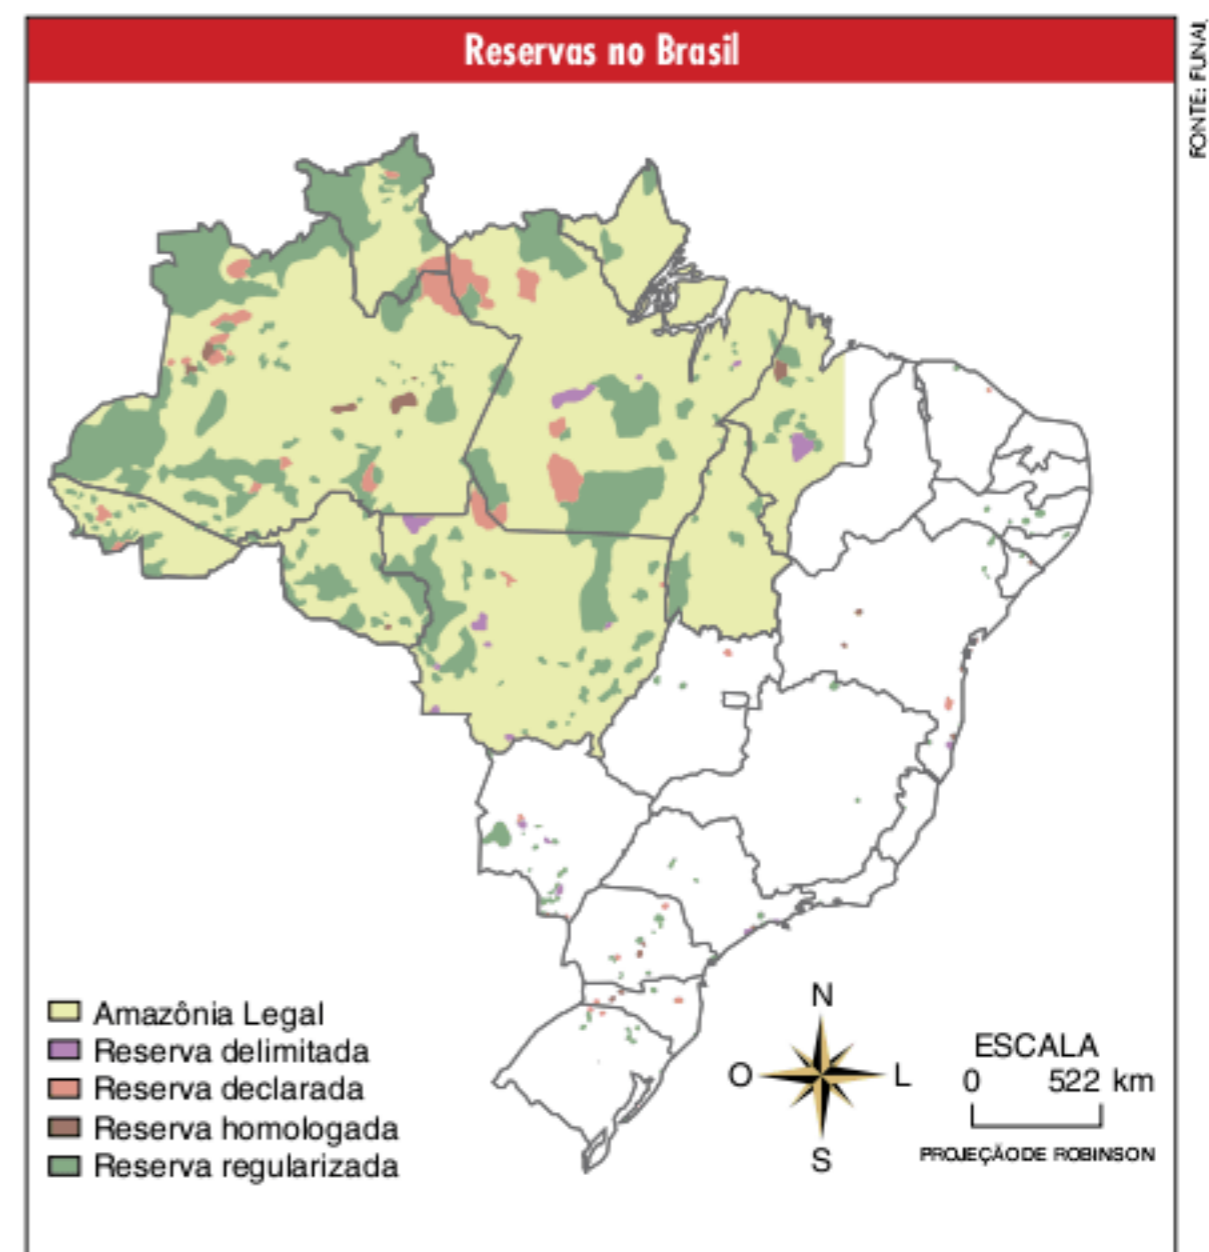 Reservas no Brasil
FONTE: FUNAI.
Amazônia Legal
Reserva delimitada
Reserva declarada
Reserva homologada
Reserva regularizada
N
O
L
S
ESCALA
0 522 km
PROJEÇÃO DE ROBINSON